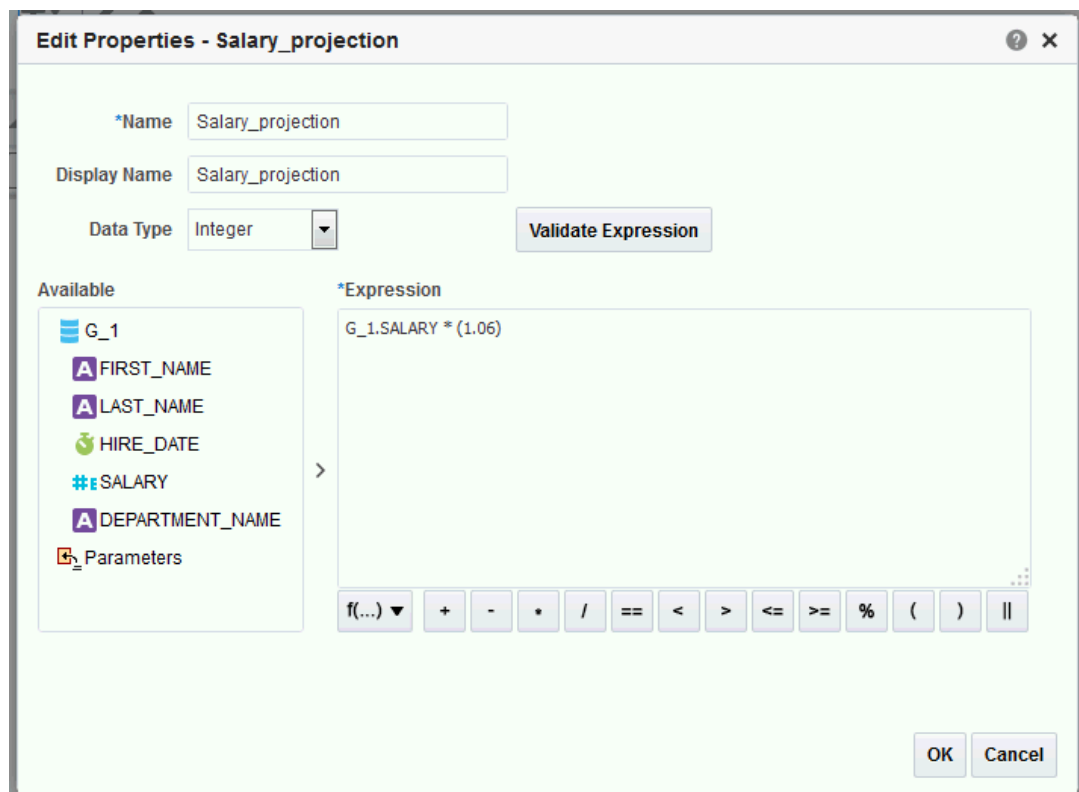 Edit Properties - Salary_projection
*Name Salary_projection
Display Name Salary_projection
Data Type Integer Validate Expression
Available *Expression
G_1 G_1.SALARY * (1.06)
A FIRST_NAME
A LAST_NAME
HIRE_DATE
#E SALARY
A DEPARTMENT_NAME
Parameters
f(...) + - * / == < > <= >= % ( ) ||
OK Cancel